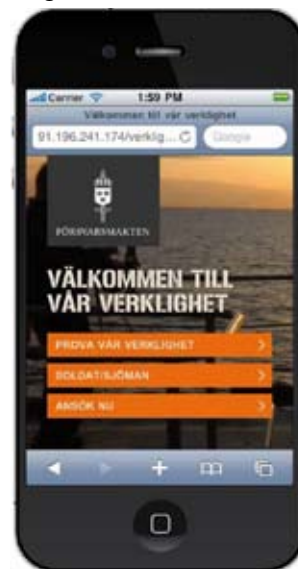 Carrier 1:59 PM
Välkommen till vår verklighet
91.196.241.174/verklig... Google
FÖRSVARSMAKTEN
VÄLKOMMEN TILL
VÅR VERKLIGHET
PROVA VÅR VERKLIGHET
SOLDAT/SJÖMAN
ANSÖK NU